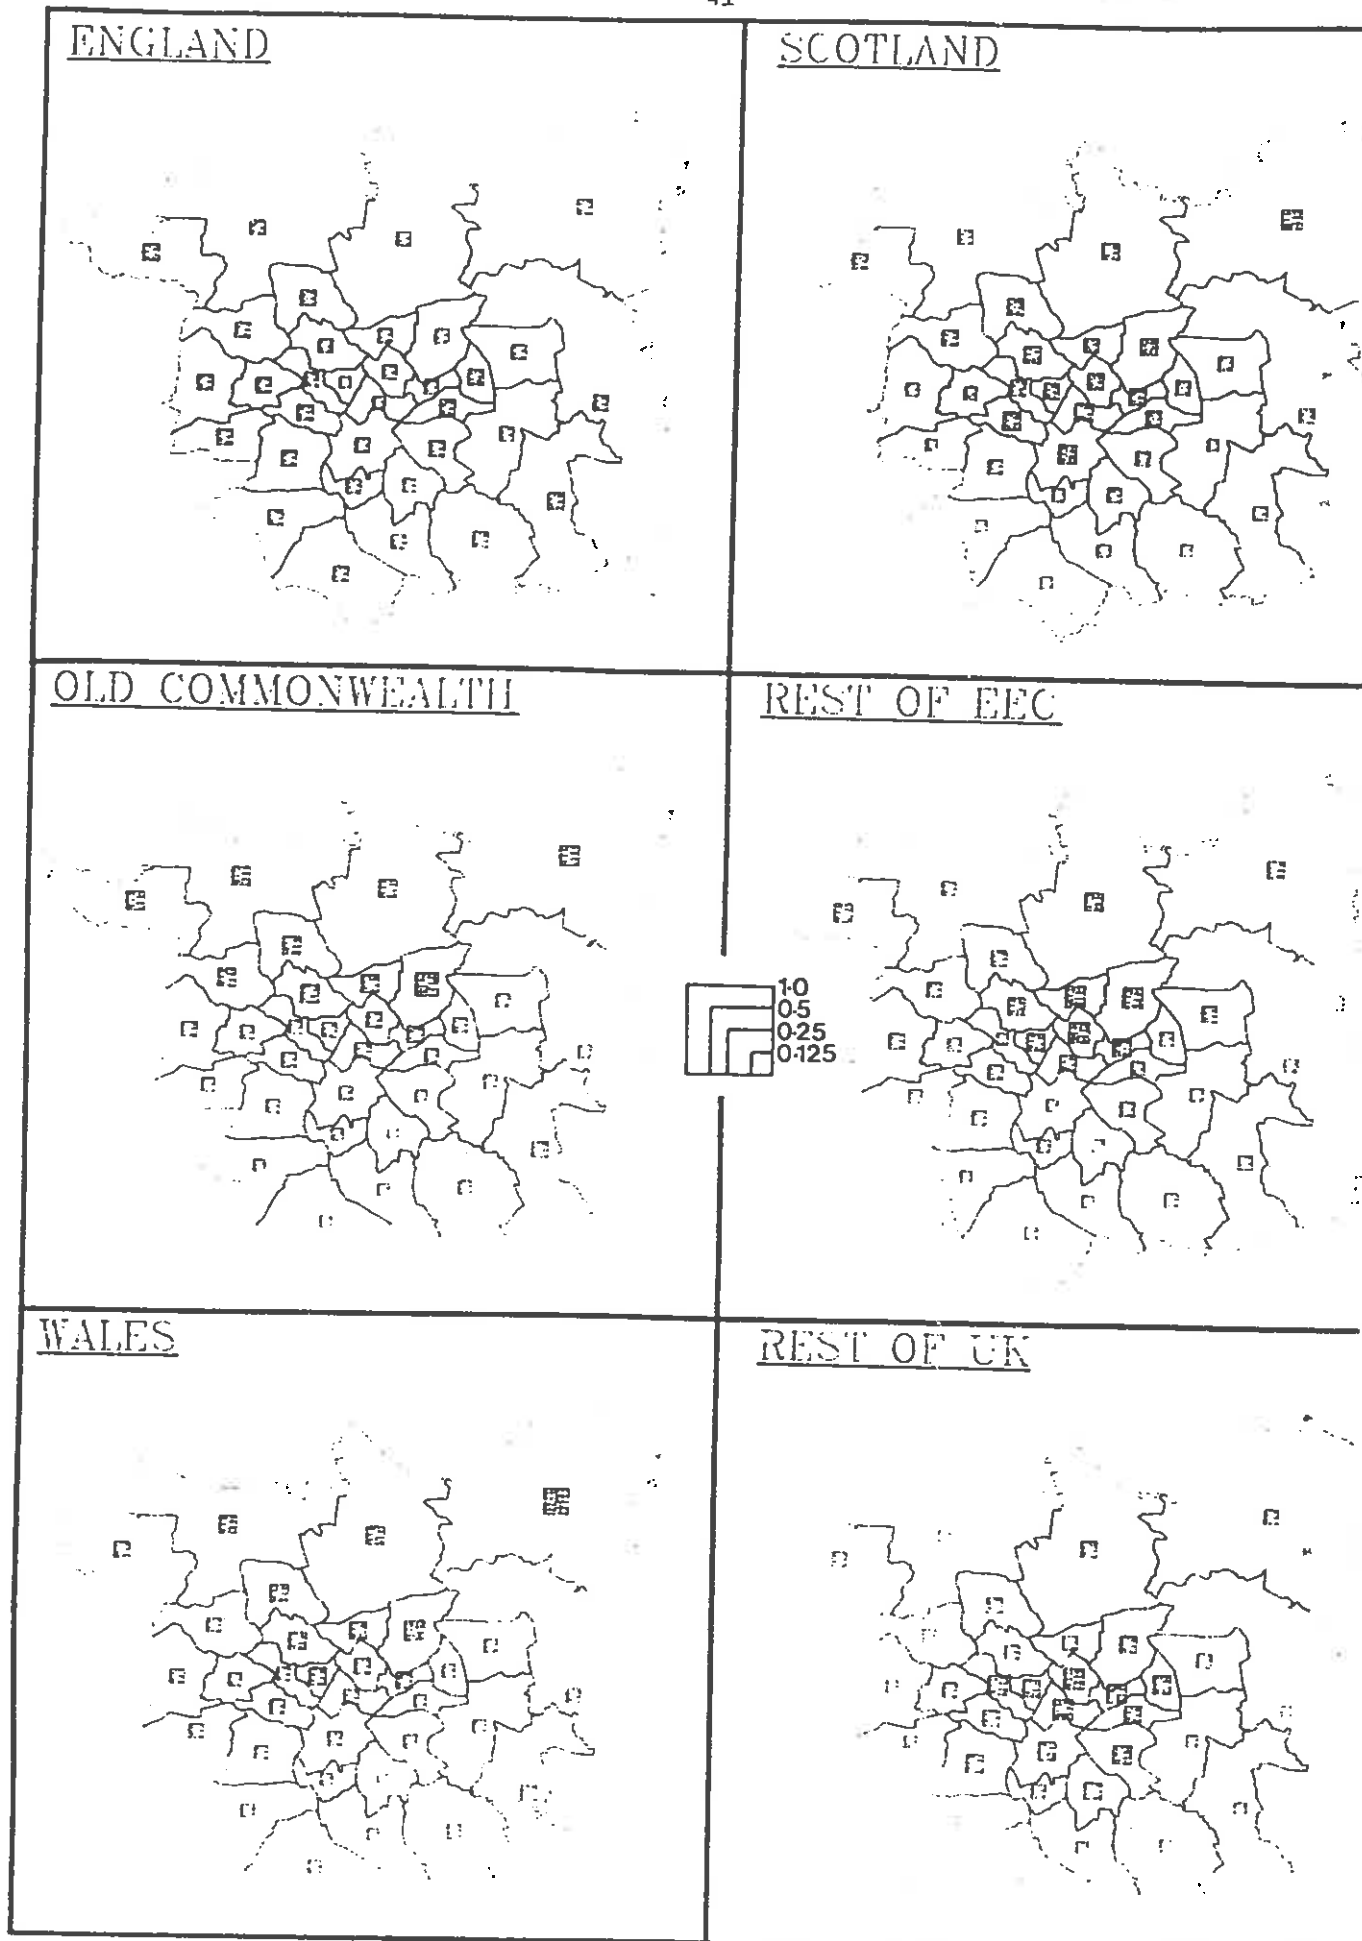 ENGLAND
SCOTLAND
OLD COMMONWEALTH
REST OF EEC
1·0
0·5
0·25
0·125
WALES
REST OF UK